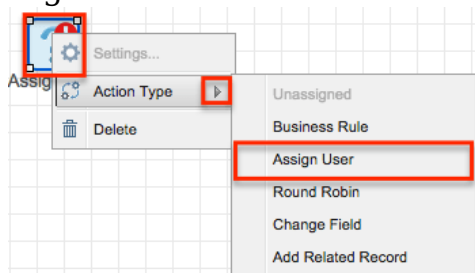 Settings...
Assig
Action Type
Unassigned
Delete
Business Rule
Assign User
Round Robin
Change Field
Add Related Record